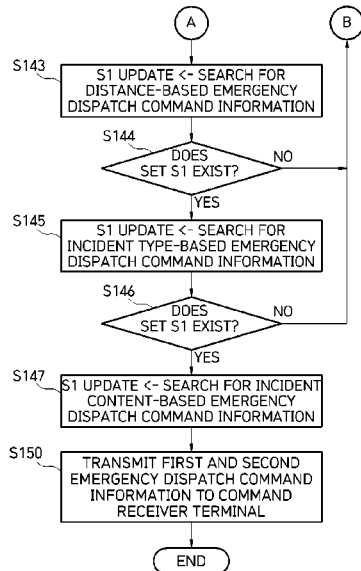 A
B
S143
S1 UPDATE <- SEARCH FOR
DISTANCE-BASED EMERGENCY
DISPATCH COMMAND INFORMATION
S144
DOES
SET S1 EXIST?
NO
YES
S145
S1 UPDATE <- SEARCH FOR
INCIDENT TYPE-BASED EMERGENCY
DISPATCH COMMAND INFORMATION
S146
DOES
SET S1 EXIST?
NO
YES
S147
S1 UPDATE <- SEARCH FOR INCIDENT
CONTENT-BASED EMERGENCY
DISPATCH COMMAND INFORMATION
S150
TRANSMIT FIRST AND SECOND
EMERGENCY DISPATCH COMMAND
INFORMATION TO COMMAND
RECEIVER TERMINAL
END